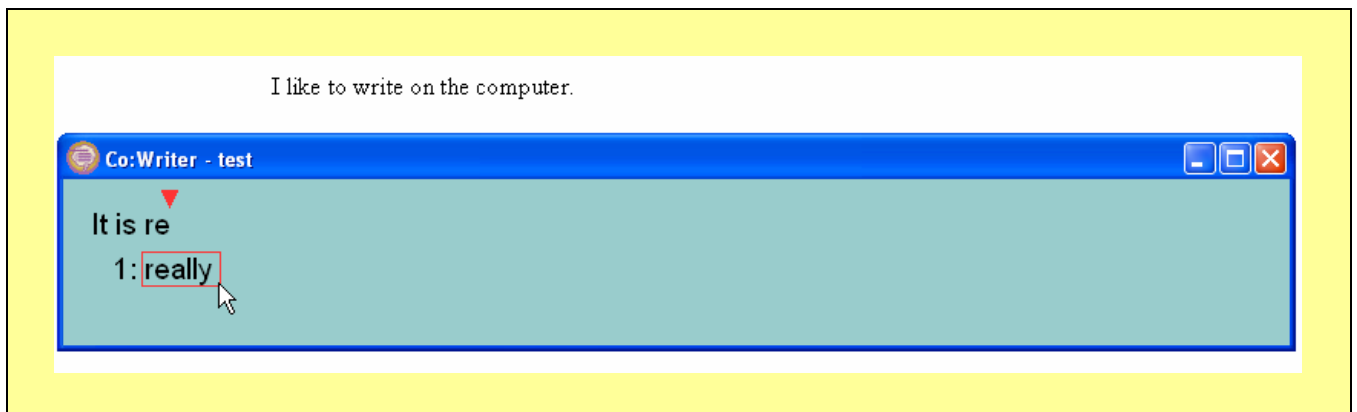 I like to write on the computer.
Co:Writer - test
It is re
1: really